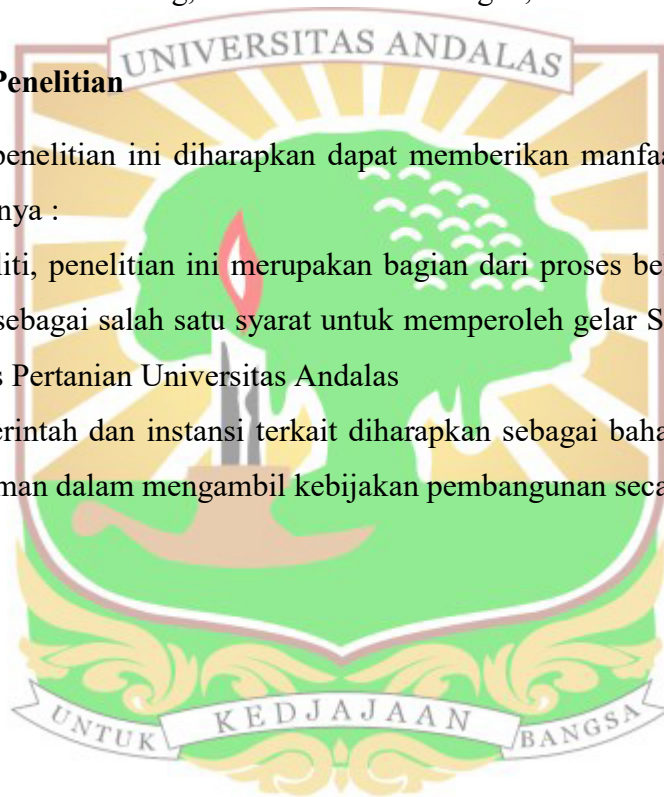 UNIVERSITAS ANDALAS
Penelitian
penelitian ini diharapkan dapat memberikan manfaa
nya :
liti, penelitian ini merupakan bagian dari proses be
sebagai salah satu syarat untuk memperoleh gelar S
s Pertanian Universitas Andalas
erintah dan instansi terkait diharapkan sebagai baha
man dalam mengambil kebijakan pembangunan seca
UNTUK KEDJAJAAN BANGSA